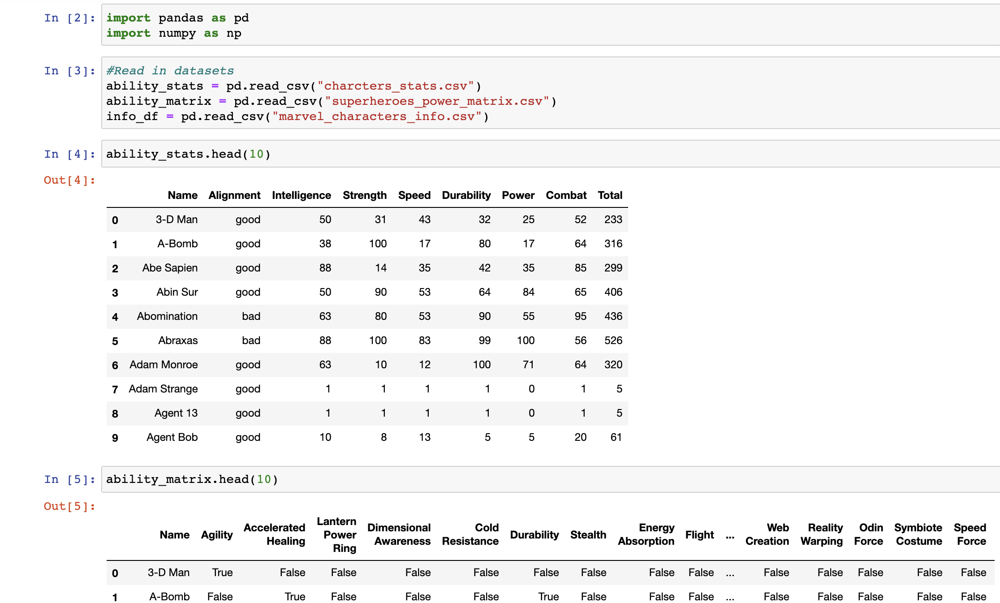 In [2]: import pandas as pd
import numpy as np
In [3]: #Read in datasets
ability_stats = pd.read_csv("charcters_stats.csv")
ability_matrix = pd.read_csv("superheroes_power_matrix.csv")
info_df = pd.read_csv("marvel_characters_info.csv")
In [4]: ability_stats.head(10)
Out[4]:
Name Alignment Intelligence Strength Speed Durability Power Combat Total
0 3-D Man good 50 31 43 32 25 52 233
1 A-Bomb good 38 100 17 80 17 64 316
2 Abe Sapien good 88 14 35 42 35 85 299
3 Abin Sur good 50 90 53 64 84 65 406
4 Abomination bad 63 80 53 90 55 95 436
5 Abraxas bad 88 100 83 99 100 56 526
6 Adam Monroe good 63 10 12 100 71 64 320
7 Adam Strange good 1 1 1 1 0 1 5
8 Agent 13 good 1 1 1 1 0 1 5
9 Agent Bob good 10 8 13 5 5 20 61
In [5]: ability_matrix.head(10)
Out[5]:
Name Agility Accelerated Healing Lantern Power Ring Dimensional Awareness Cold Resistance Durability Stealth Energy Absorption Flight ... Web Creation Reality Warping Odin Force Symbiote Costume Speed Force
0 3-D Man True False False False False False False False False ... False False False False False
1 A-Bomb False True False False False True False False False ... False False False False False